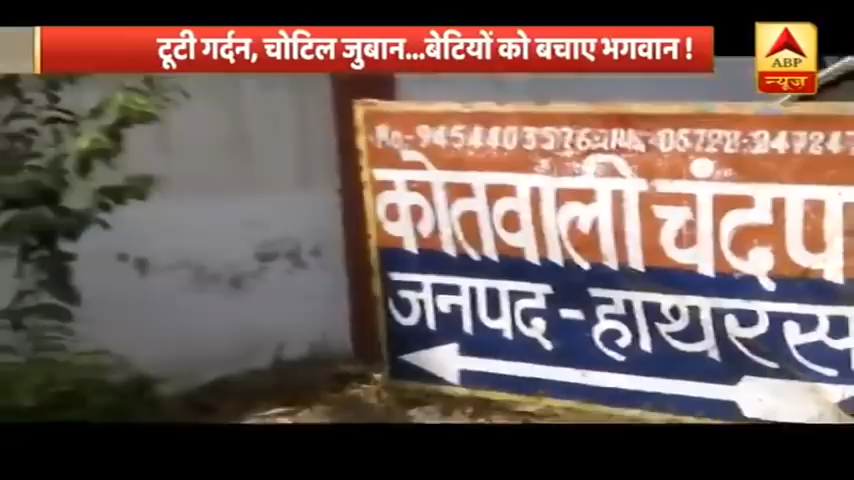 टूटी गर्दन, चोटिल जुबान...बेटियों को बचाए भगवान !
ABP
न्यूज़
कोतवाली चंदप
जनपद-हाथरस